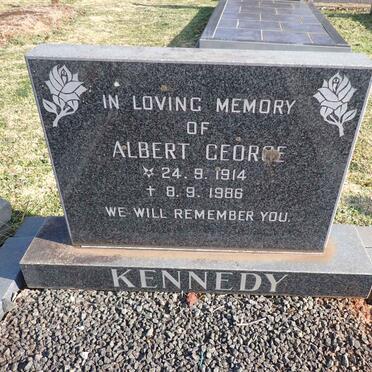 IN LOVING MEMORY
OF
ALBERT GEORGE
☆ 24.9.1914
✝ 8.9.1986
WE WILL REMEMBER YOU.
KENNEDY